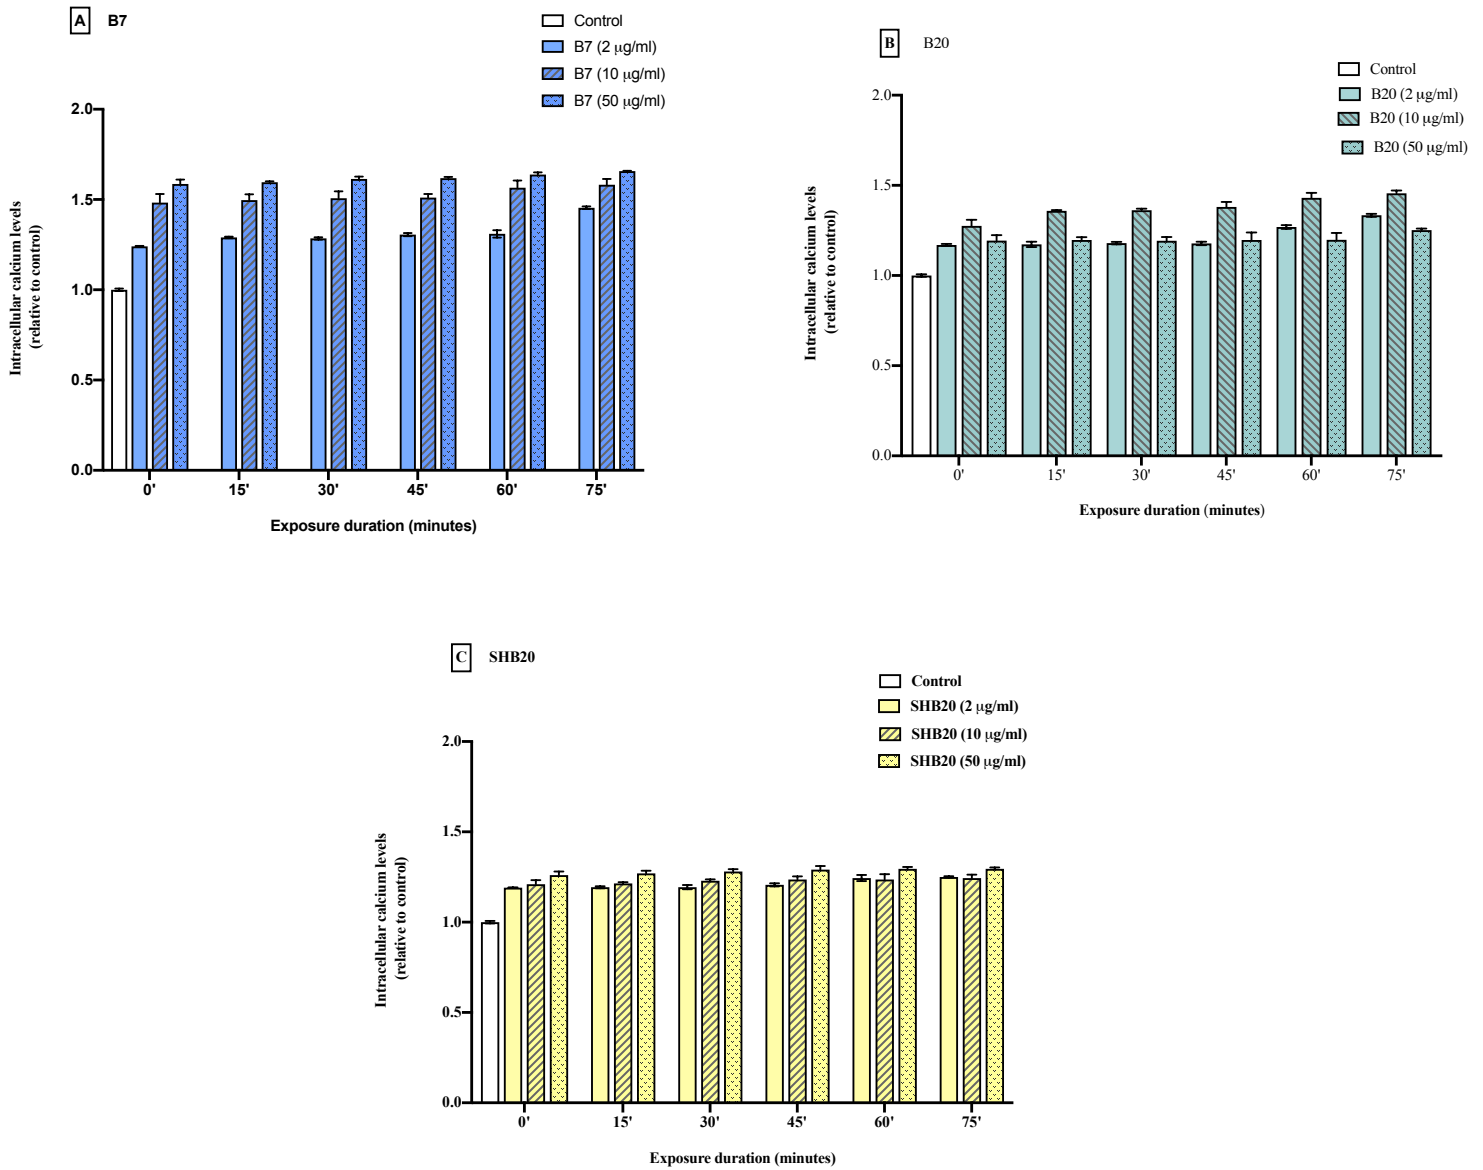 A B7
Control
B7 (2 μg/ml)
B7 (10 μg/ml)
B7 (50 μg/ml)
2.0
1.5
1.0
0.5
0.0
Intracellular calcium levels
(relative to control)
0' 15' 30' 45' 60' 75'
Exposure duration (minutes)
B B20
Control
B20 (2 μg/ml)
B20 (10 μg/ml)
B20 (50 μg/ml)
2.0
1.5
1.0
0.5
0.0
Intracellular calcium levels
(relative to control)
0' 15' 30' 45' 60' 75'
Exposure duration (minutes)
C SHB20
Control
SHB20 (2 μg/ml)
SHB20 (10 μg/ml)
SHB20 (50 μg/ml)
2.0
1.5
1.0
0.5
0.0
Intracellular calcium levels
(relative to control)
0' 15' 30' 45' 60' 75'
Exposure duration (minutes)